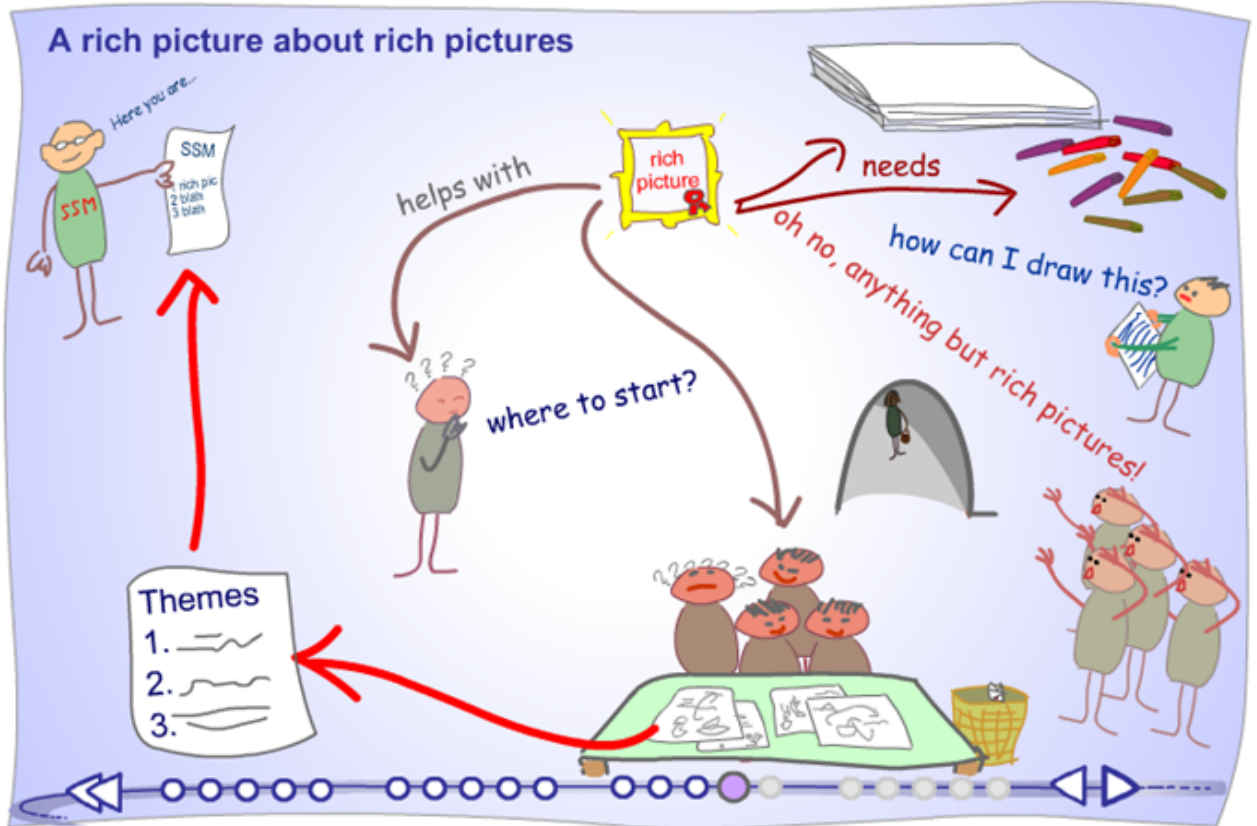 A rich picture about rich pictures
Here you are...
SSM
1 rich pic
2 blah
3 blah
SSM
helps with
rich
picture
needs
how can I draw this?
oh no, anything but rich pictures!
? ? ? ?
where to start?
???????
Themes
1.
2.
3.